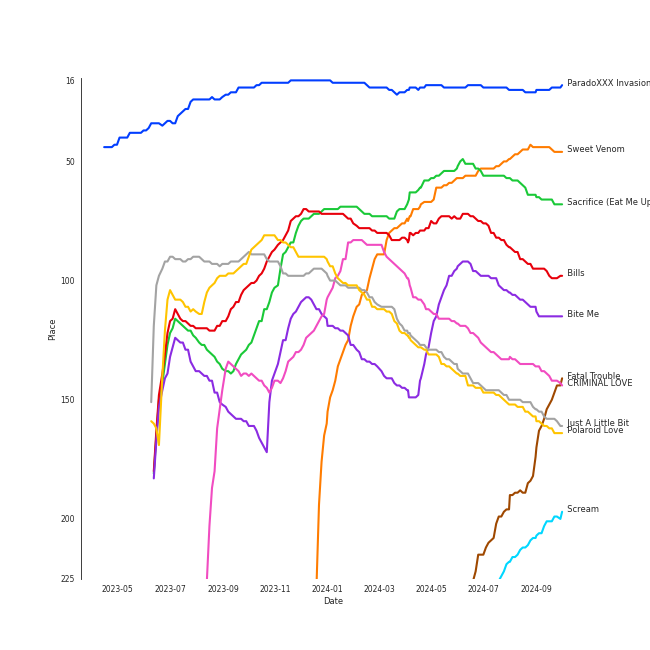 16
ParadoXXX Invasion
50
Sweet Venom
Sacrifice (Eat Me Up
Bills
100
Bite Me
Place
Fatal Trouble
CRIMINAL LOVE
150
Just A Little Bit
Polaroid Love
Scream
200
225
2023-05 2023-07 2023-09 2023-11 2024-01 2024-03 2024-05 2024-07 2024-09
Date